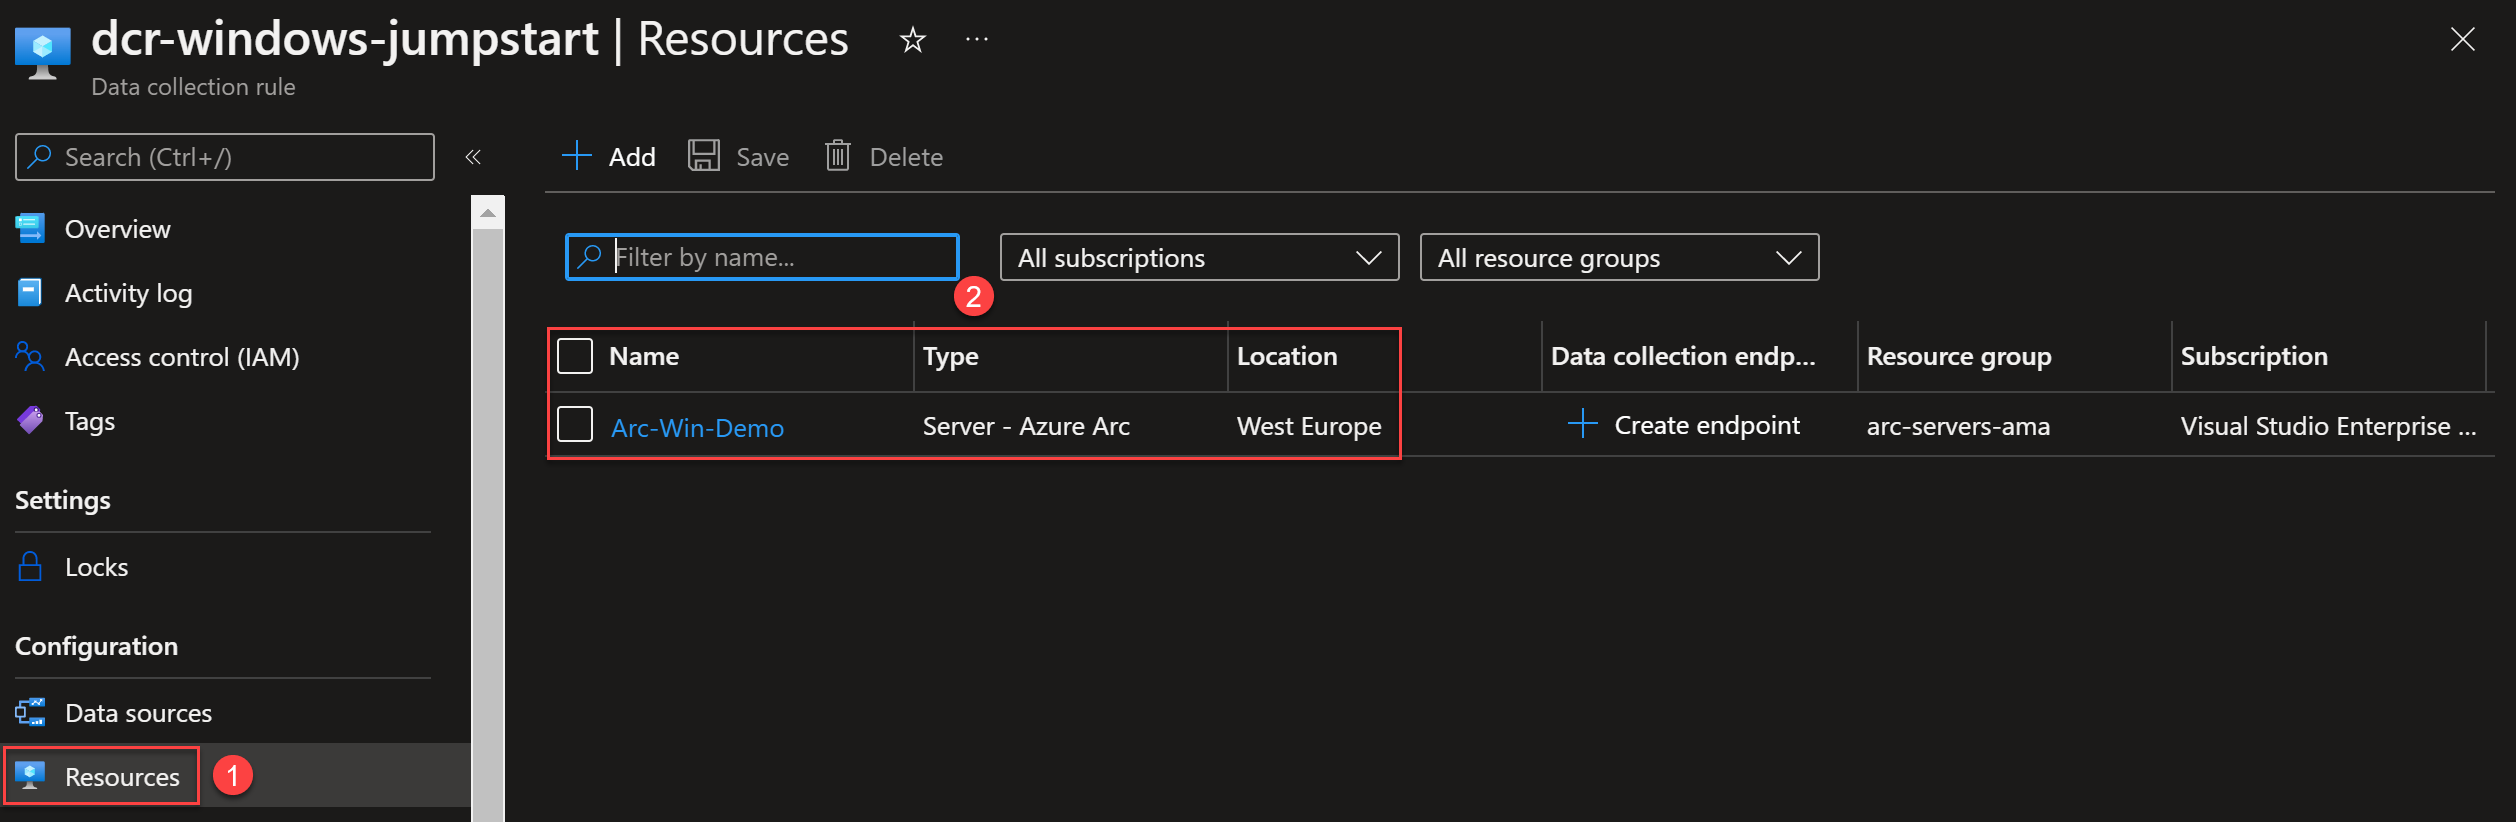 dcr-windows-jumpstart | Resources
Data collection rule
Search (Ctrl+/)
Overview
Activity log
Access control (IAM)
Tags
Settings
Locks
Configuration
Data sources
Resources
1
Add Save Delete
Filter by name... All subscriptions All resource groups
2
Name Type Location Data collection endp... Resource group Subscription
Arc-Win-Demo Server - Azure Arc West Europe Create endpoint arc-servers-ama Visual Studio Enterprise ...